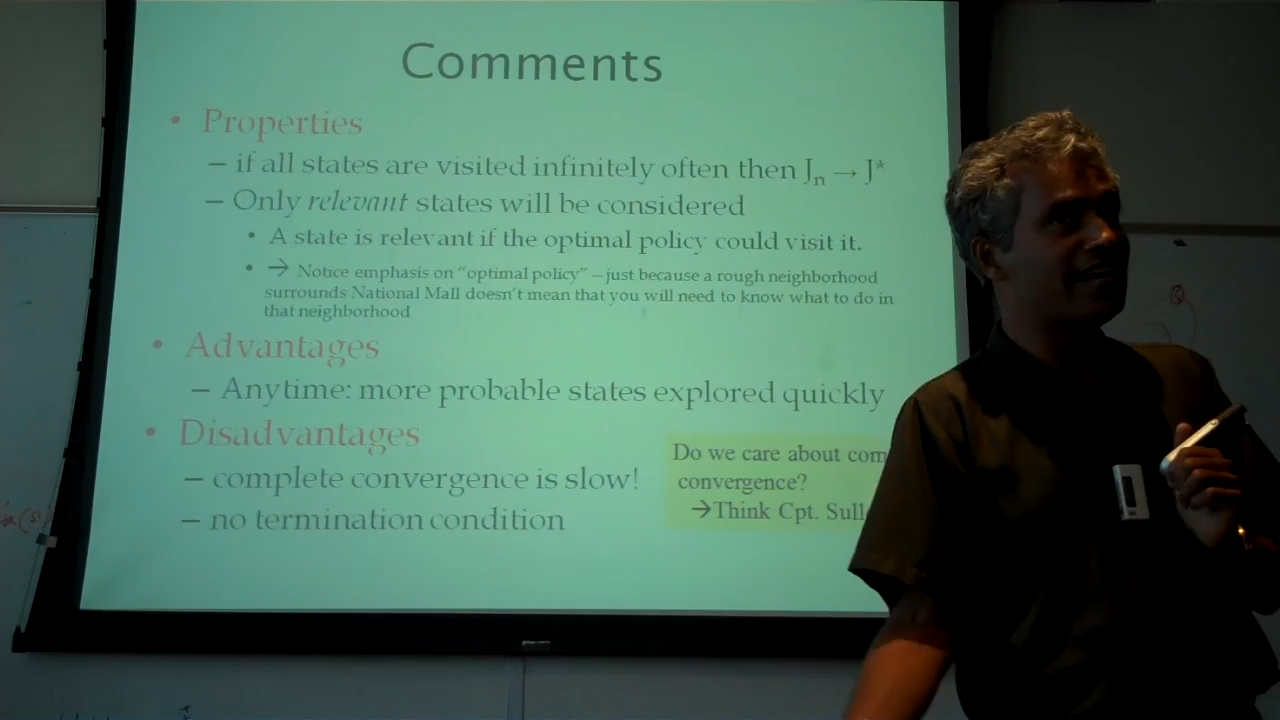 Comments
• Properties
– if all states are visited infinitely often then Jn → J*
– Only relevant states will be considered
• A state is relevant if the optimal policy could visit it.
• → Notice emphasis on “optimal policy” –just because a rough neighborhood
surrounds National Mall doesn't mean that you will need to know what to do in
that neighborhood
• Advantages
– Anytime: more probable states explored quickly
• Disadvantages
– complete convergence is slow!
– no termination condition
Do we care about com
convergence?
→Think Cpt. Sull